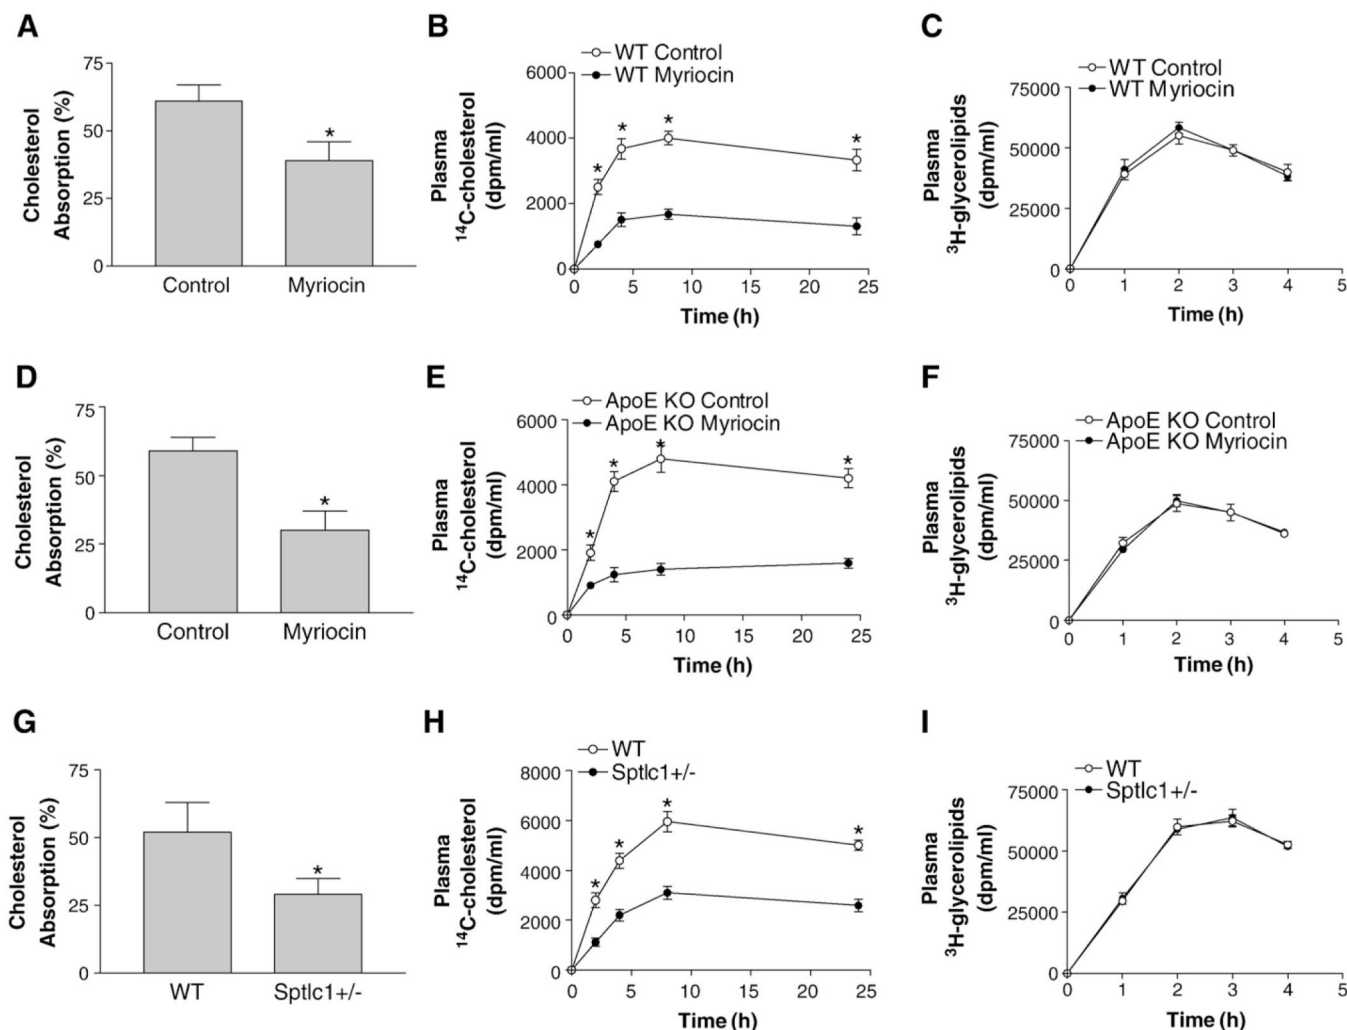 A
Cholesterol
Absorption (%)
75
50
25
0
*
Control
Myriocin
B
WT Control
WT Myriocin
Plasma
¹⁴C-cholesterol
(dpm/ml)
6000
4000
2000
0
* * * *
0 5 10 15 20 25
Time (h)
C
WT Control
WT Myriocin
Plasma
³H-glycerolipids
(dpm/ml)
75000
50000
25000
0
0 1 2 3 4 5
Time (h)
D
Cholesterol
Absorption (%)
75
50
25
0
*
Control
Myriocin
E
ApoE KO Control
ApoE KO Myriocin
Plasma
¹⁴C-cholesterol
(dpm/ml)
6000
4000
2000
0
* * * *
0 5 10 15 20 25
Time (h)
F
ApoE KO Control
ApoE KO Myriocin
Plasma
³H-glycerolipids
(dpm/ml)
75000
50000
25000
0
0 1 2 3 4 5
Time (h)
G
Cholesterol
Absorption (%)
75
50
25
0
*
WT
Sptlc1+/-
H
WT
Sptlc1+/-
Plasma
¹⁴C-cholesterol
(dpm/ml)
8000
6000
4000
2000
0
* * * *
0 5 10 15 20 25
Time (h)
I
WT
Sptlc1+/-
Plasma
³H-glycerolipids
(dpm/ml)
75000
50000
25000
0
0 1 2 3 4 5
Time (h)